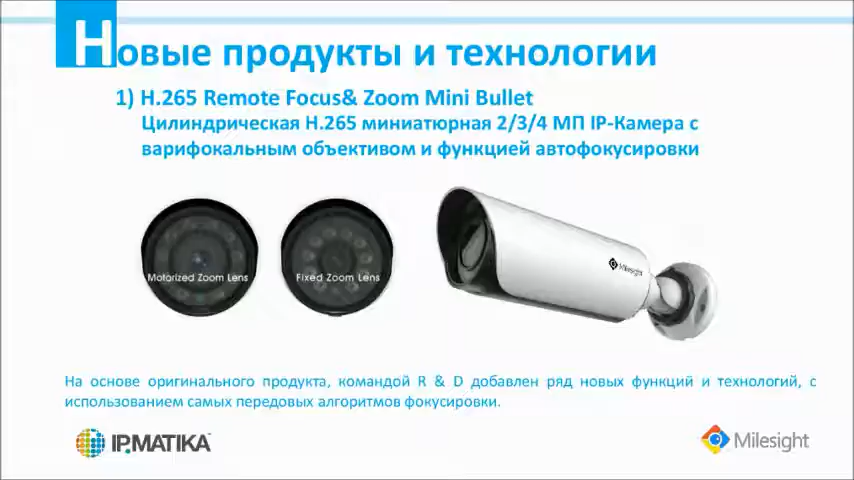 Новые продукты и технологии
1) H.265 Remote Focus& Zoom Mini Bullet
Цилиндрическая H.265 миниатюрная 2/3/4 МП IP-Камера с
варифокальным объективом и функцией автофокусировки
Motorized Zoom Lens
Fixed Zoom Lens
Milesight
На основе оригинального продукта, командой R & D добавлен ряд новых функций и технологий, с
использованием самых передовых алгоритмов фокусировки.
IPMATIKA
Milesight